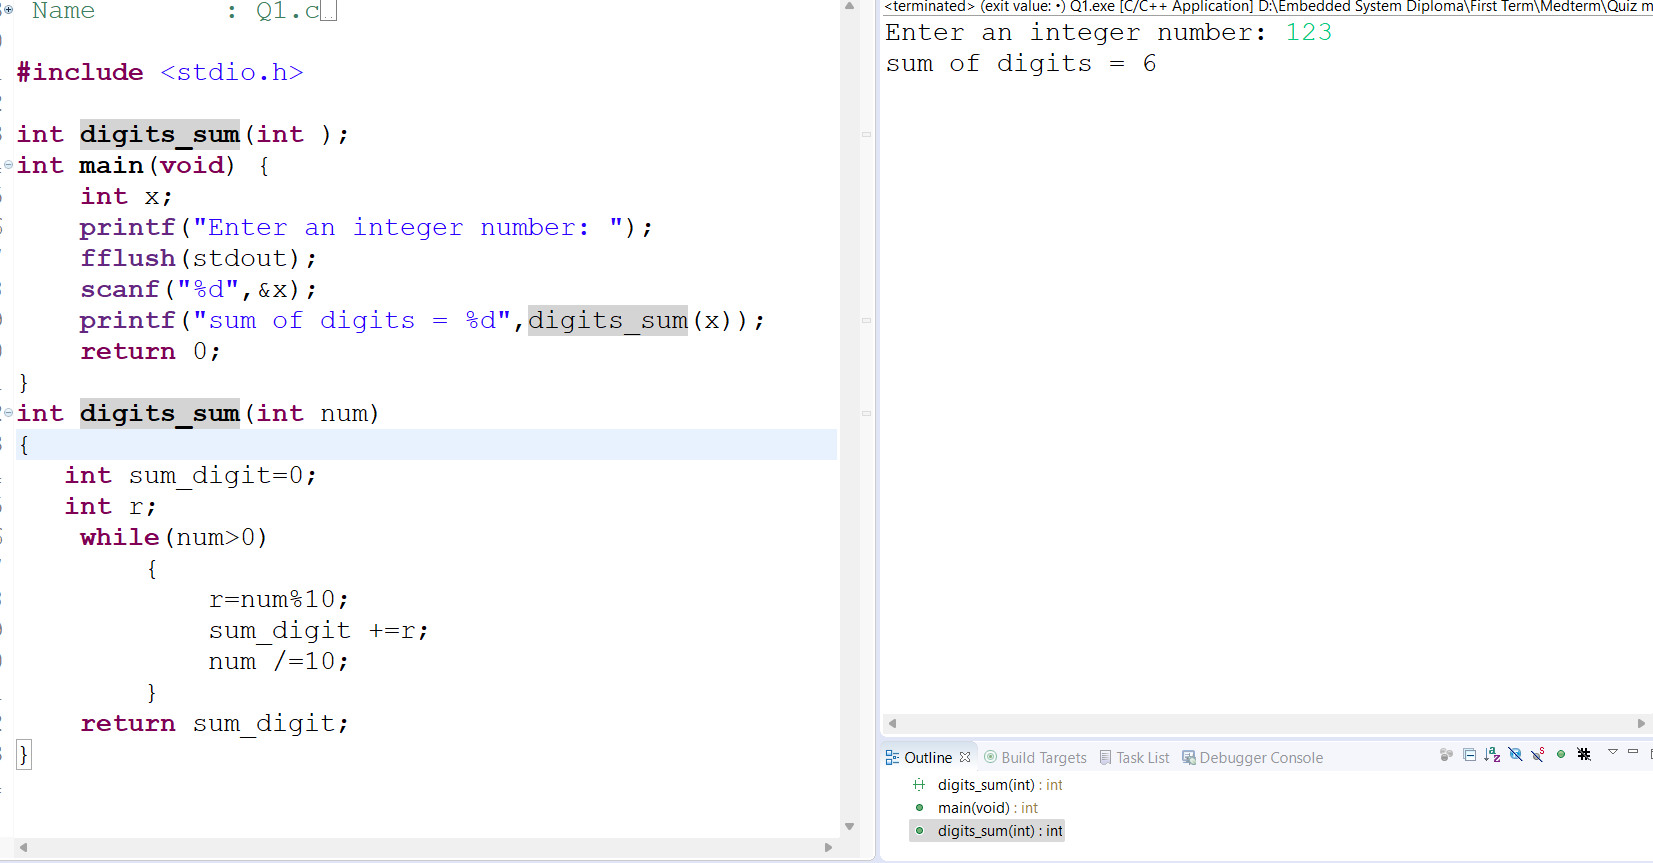 Name : Q1.c
#include <stdio.h>
int digits_sum(int );
int main(void) {
int x;
printf("Enter an integer number: ");
fflush(stdout);
scanf("%d",&x);
printf("sum of digits = %d",digits_sum(x));
return 0;
}
int digits_sum(int num)
{
int sum_digit=0;
int r;
while(num>0)
{
r=num%10;
sum_digit +=r;
num /=10;
}
return sum_digit;
}
<terminated> (exit value: •) Q1.exe [C/C++ Application] D:\Embedded System Diploma\First Term\Medterm\Quiz m
Enter an integer number: 123
sum of digits = 6
Outline Build Targets Task List Debugger Console
digits_sum(int) : int
main(void) : int
digits_sum(int) : int